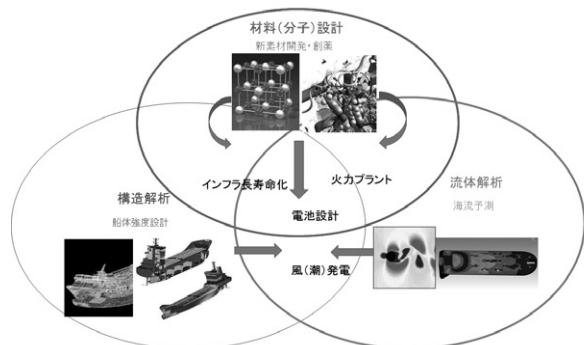 材料(分子)設計
新素材開発・創薬
インフラ長寿命化
火力プラント
構造解析
船体強度設計
流体解析
海流予測
電池設計
風(潮)発電